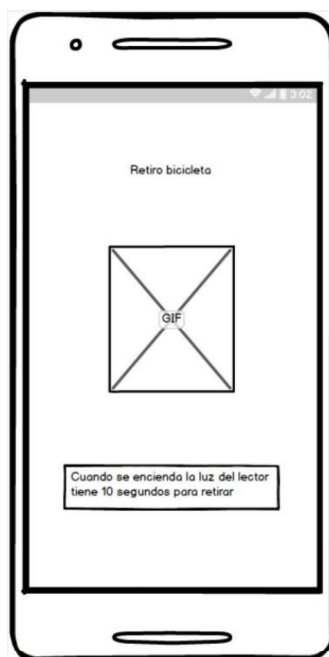 3:02
Retiro bicicleta
GIF
Cuando se encienda la luz del lector
tiene 10 segundos para retirar